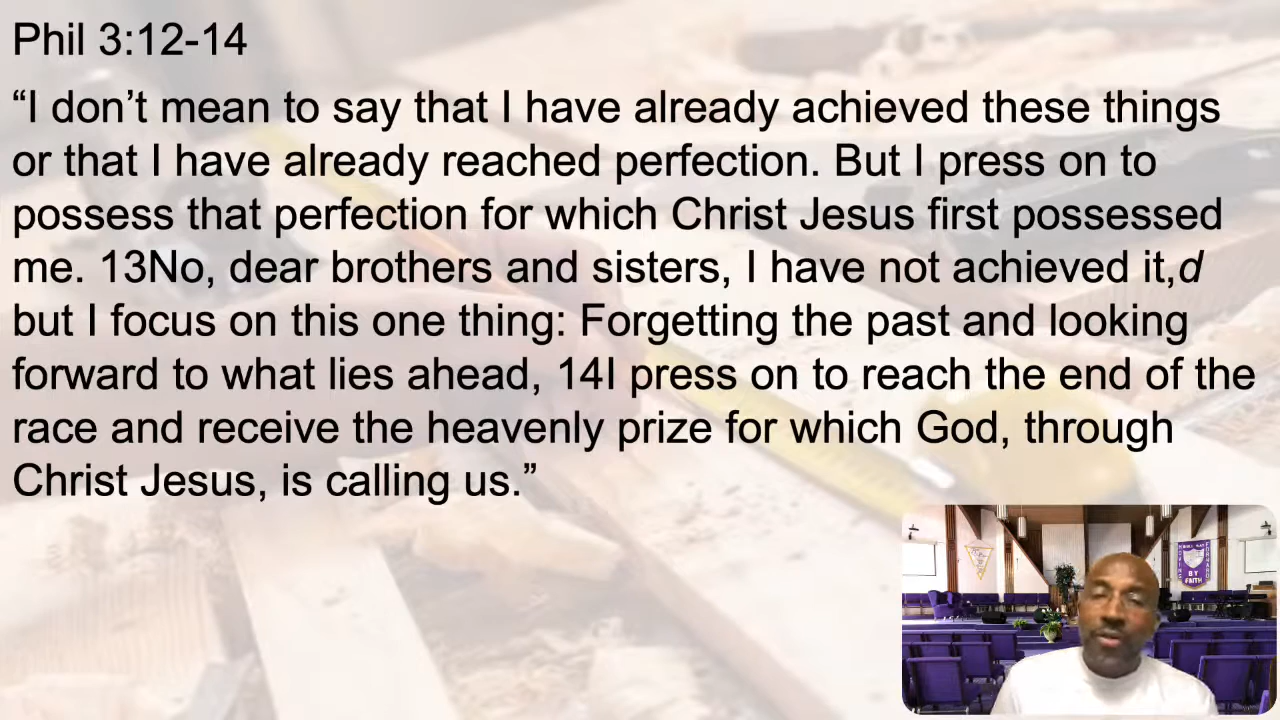 Phil 3:12-14
“I don’t mean to say that I have already achieved these things
or that I have already reached perfection. But I press on to
possess that perfection for which Christ Jesus first possessed
me. 13No, dear brothers and sisters, I have not achieved it,d
but I focus on this one thing: Forgetting the past and looking
forward to what lies ahead, 14I press on to reach the end of the
race and receive the heavenly prize for which God, through
Christ Jesus, is calling us.”
BY
FAITH